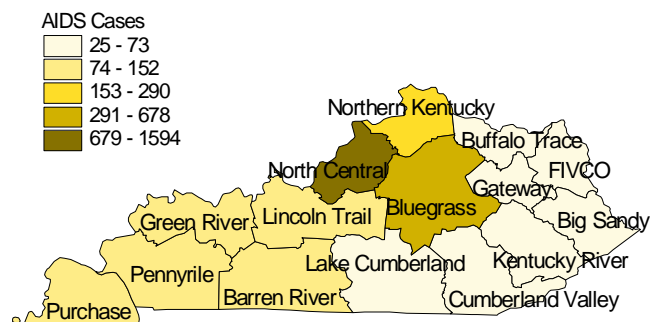 AIDS Cases
25 - 73
74 - 152
153 - 290
291 - 678
679 - 1594
Northern Kentucky
Buffalo Trace
North Central
FIVCO
Gateway
Bluegrass
Lincoln Trail
Green River
Big Sandy
Lake Cumberland
Kentucky River
Pennyrile
Barren River
Cumberland Valley
Purchase